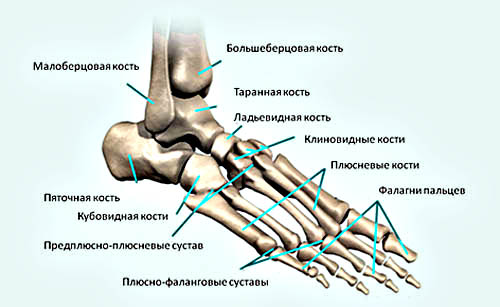 Большеберцовая кость
Малоберцовая кость
Таранная кость
Ладьевидная кость
Клиновидные кости
Плюсневые кости
Фалагни пальцев
Пяточная кость
Кубовидная кости
Предплюсно-плюсневые сустав
Плюсно-фаланговые суставы